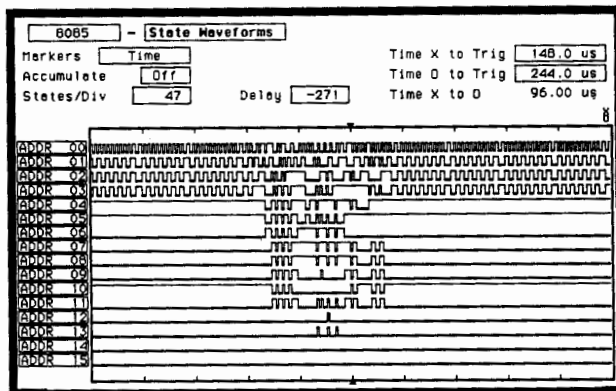 8085 - State Waveforms
Markers Time Time X to Trig 148.0 us
Accumulate Off Time O to Trig 244.0 us
States/Div 47 Delay -271 Time X to O 96.00 us
X
O
ADDR 00
ADDR 01
ADDR 02
ADDR 03
ADDR 04
ADDR 05
ADDR 06
ADDR 07
ADDR 08
ADDR 09
ADDR 10
ADDR 11
ADDR 12
ADDR 13
ADDR 14
ADDR 15